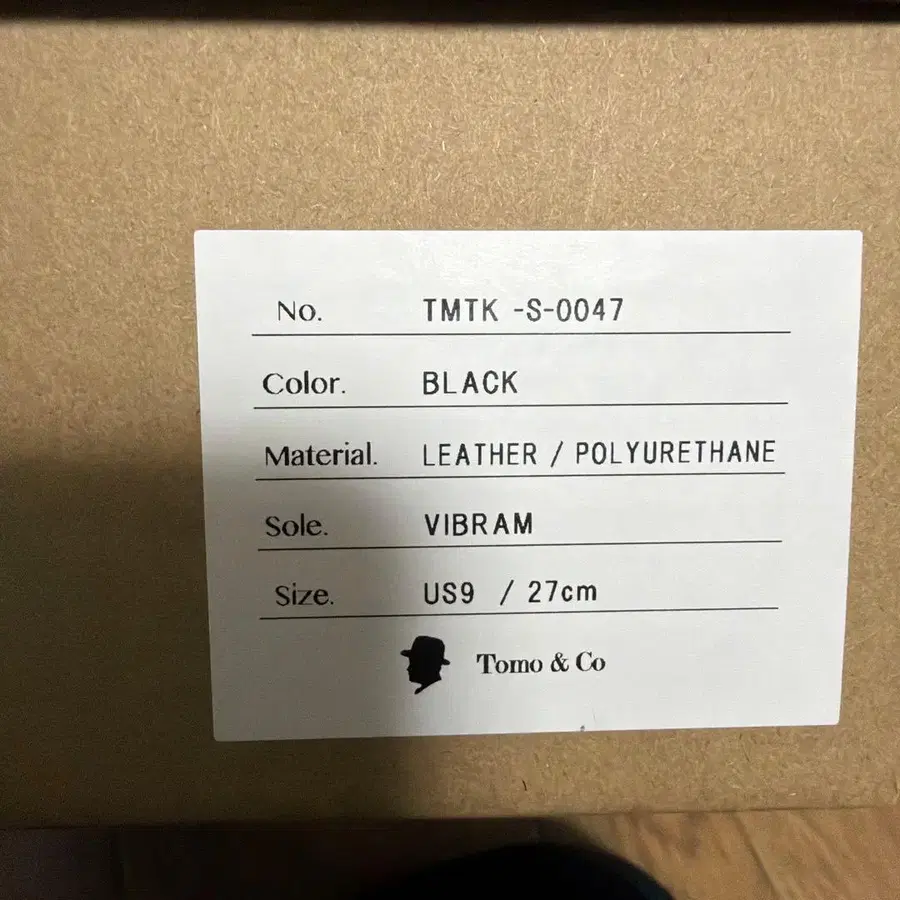 No. TMTK -S-0047
Color. BLACK
Material. LEATHER / POLYURETHANE
Sole. VIBRAM
Size. US9 / 27cm
Tomo & Co